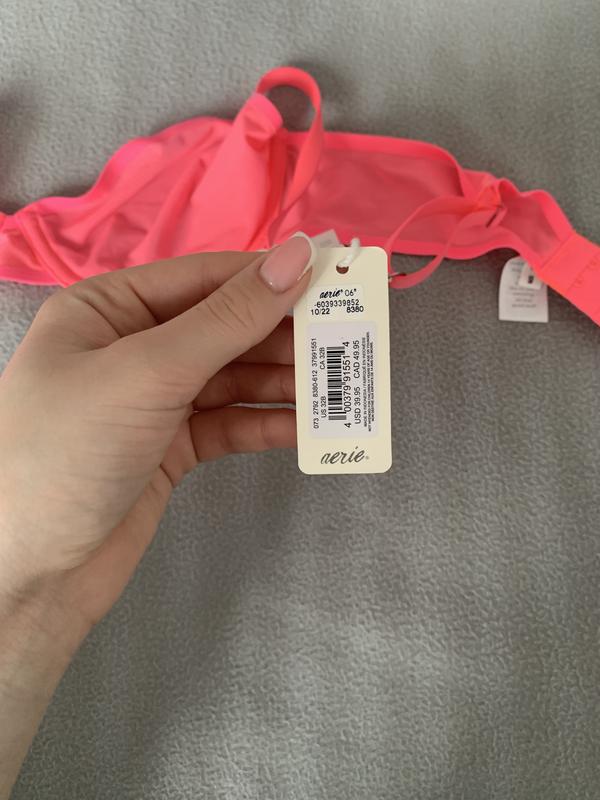 aerie® 06®
-6039339852
10/22 8380
073 2792 8380-612 37991551
US 32B CA 32B
4 00379 91551 4
USD 39.95 CAD 49.95
aerie®